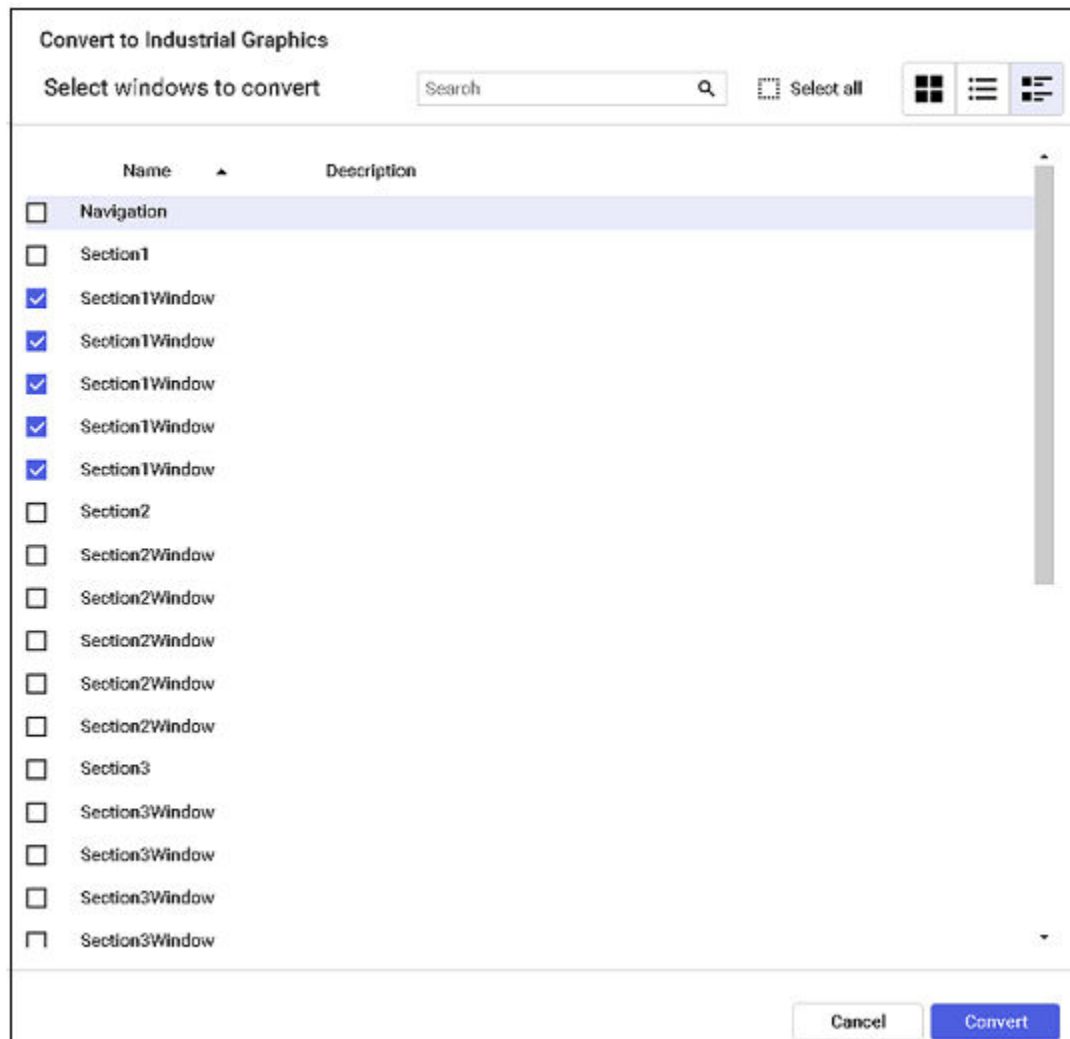 Convert to Industrial Graphics
Select windows to convert Search Select all
Name Description
Navigation
Section1
Section1Window
Section1Window
Section1Window
Section1Window
Section1Window
Section2
Section2Window
Section2Window
Section2Window
Section2Window
Section2Window
Section3
Section3Window
Section3Window
Section3Window
Section3Window
Cancel Convert